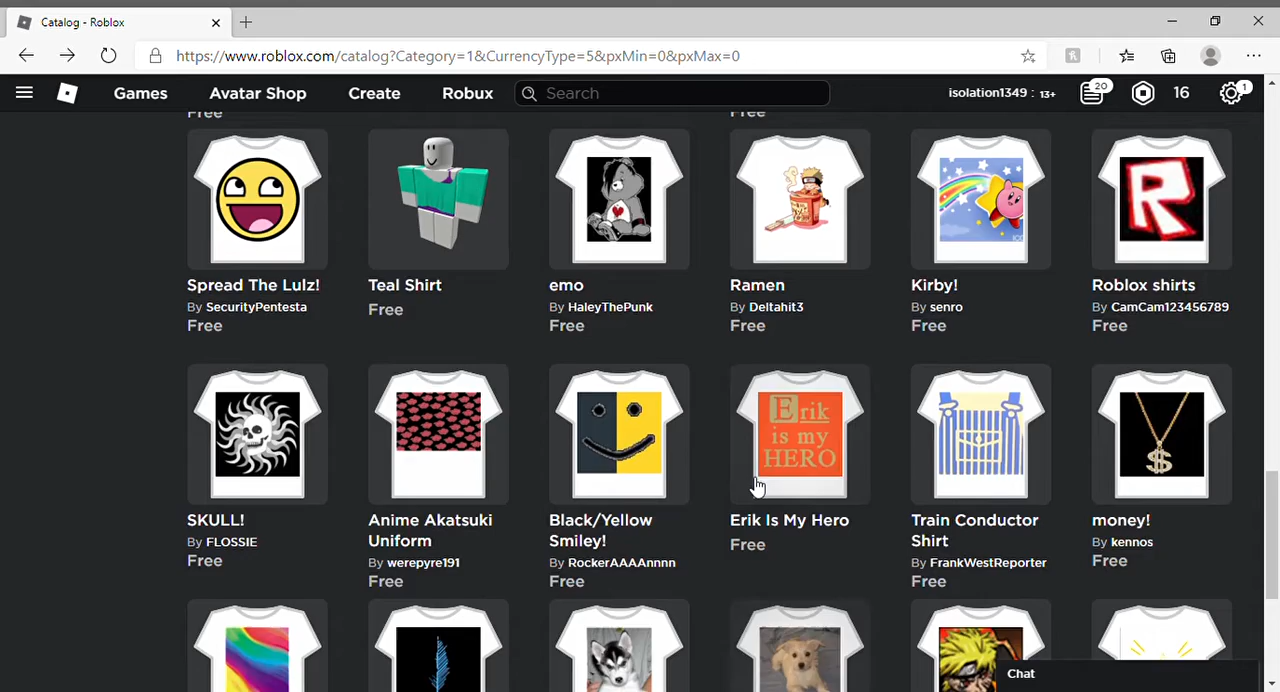 Catalog - Roblox
https://www.roblox.com/catalog?Category=1&CurrencyType=5&pxMin=0&pxMax=0
Games Avatar Shop Create Robux Search isolation1349 : 13+ 20 16 1
Free Free
Spread The Lulz! Teal Shirt emo Ramen Kirby! Roblox shirts
By SecurityPentesta Free By HaleyThePunk By Deltahit3 By senro By CamCam123456789
Free Free Free Free Free
R
Erik
is my
HERO
$
SKULL! Anime Akatsuki Uniform Black/Yellow Smiley! Erik Is My Hero Train Conductor Shirt money!
By FLOSSIE By werepyre191 By RockerAAAAnnnn Free By FrankWestReporter By kennos
Free Free Free Free Free
Chat